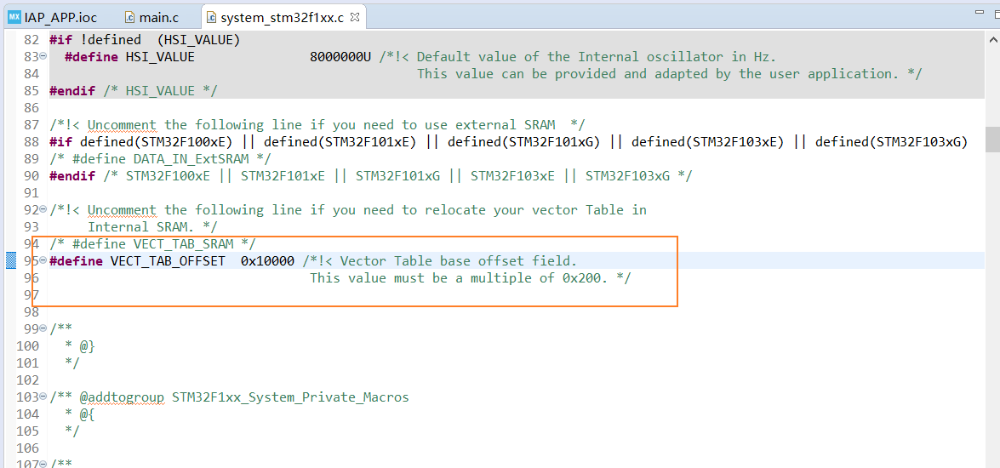 MX IAP_APP.ioc main.c system_stm32f1xx.c
82 #if !defined  (HSI_VALUE)
83   #define HSI_VALUE               8000000U /*!< Default value of the Internal oscillator in Hz.
84                                                 This value can be provided and adapted by the user application. */
85 #endif /* HSI_VALUE */
86
87 /*!< Uncomment the following line if you need to use external SRAM  */
88 #if defined(STM32F100xE) || defined(STM32F101xE) || defined(STM32F101xG) || defined(STM32F103xE) || defined(STM32F103xG)
89 /* #define DATA_IN_ExtSRAM */
90 #endif /* STM32F100xE || STM32F101xE || STM32F101xG || STM32F103xE || STM32F103xG */
91
92 /*!< Uncomment the following line if you need to relocate your vector Table in
93      Internal SRAM. */
94 /* #define VECT_TAB_SRAM */
95 #define VECT_TAB_OFFSET  0x10000 /*!< Vector Table base offset field.
96                                   This value must be a multiple of 0x200. */
97
98
99 /**
100   * @}
101   */
102
103 /** @addtogroup STM32F1xx_System_Private_Macros
104   * @{
105   */
106
107 /**